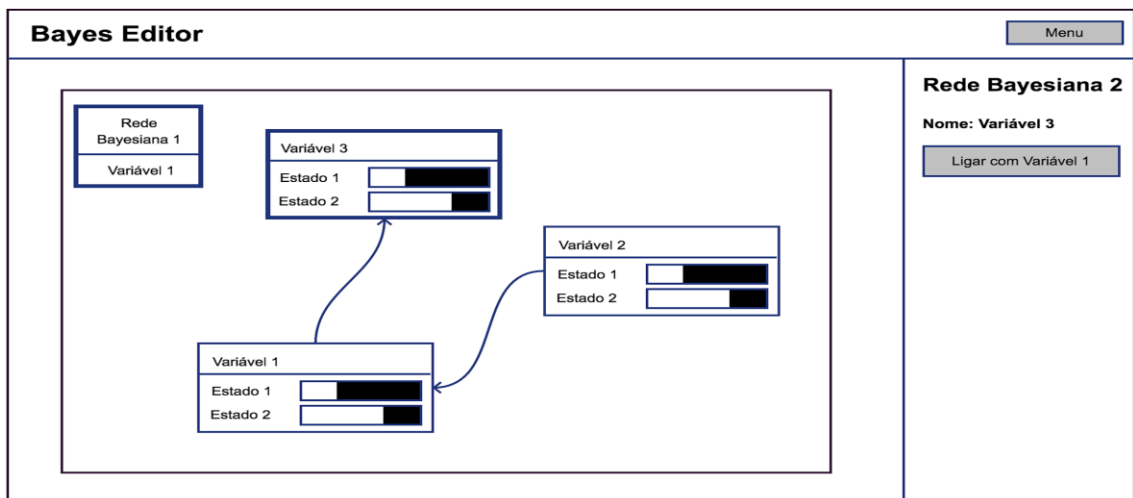 Bayes Editor
Menu
Rede
Bayesiana 1
Variável 1
Variável 3
Estado 1
Estado 2
Variável 2
Estado 1
Estado 2
Variável 1
Estado 1
Estado 2
Rede Bayesiana 2
Nome: Variável 3
Ligar com Variável 1